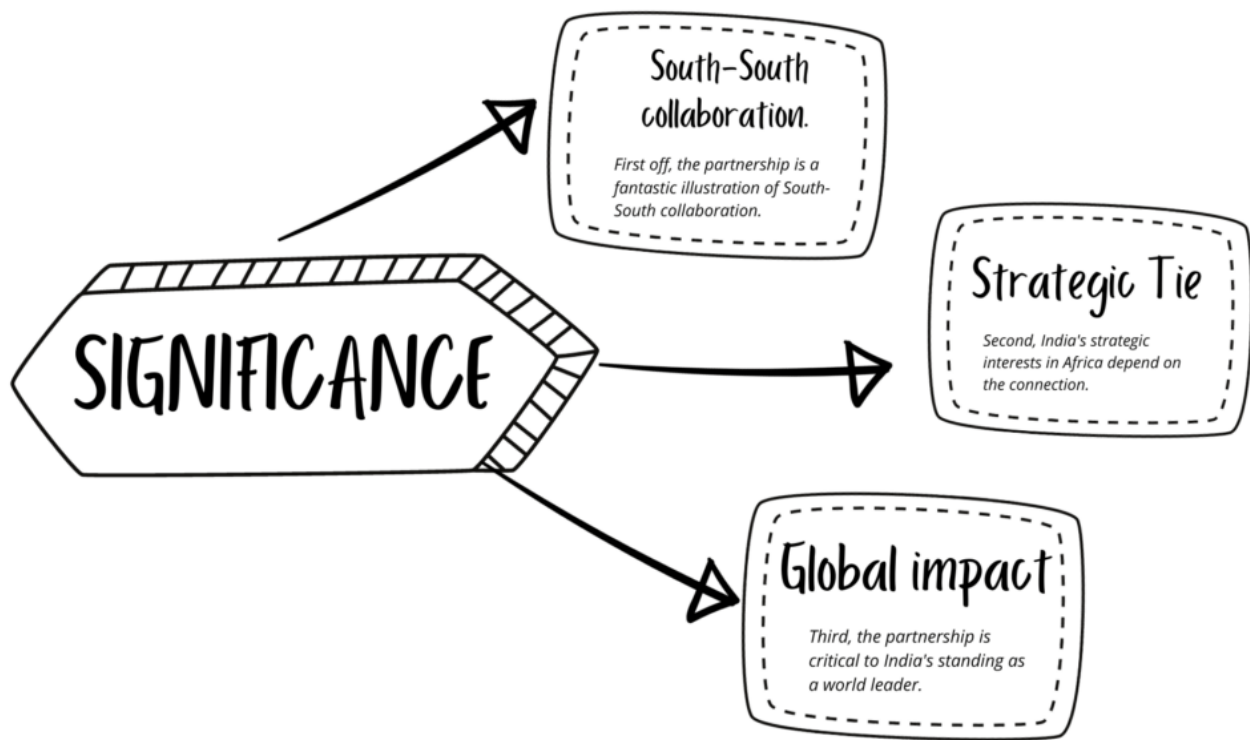 SIGNIFICANCE
South-South
collaboration.
First off, the partnership is a
fantastic illustration of South-
South collaboration.
Strategic Tie
Second, India's strategic
interests in Africa depend on
the connection.
Global impact
Third, the partnership is
critical to India's standing as
a world leader.